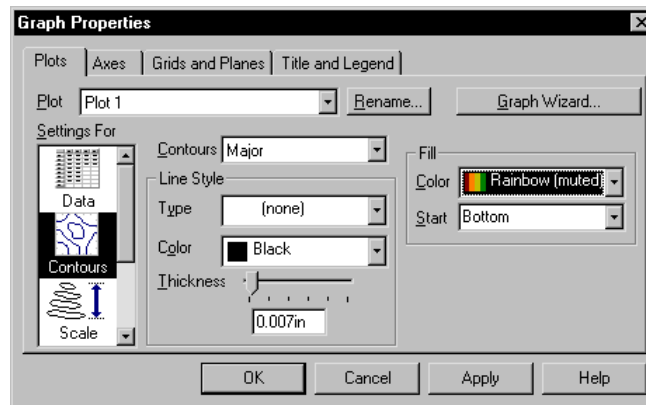 Graph Properties
Plots
Axes
Grids and Planes
Title and Legend
Plot
Plot 1
Rename...
Graph Wizard...
Settings For
Data
Contours
Scale
Contours
Major
Line Style
Type
(none)
Color
Black
Thickness
0.007in
Fill
Color
Rainbow (muted)
Start
Bottom
OK
Cancel
Apply
Help